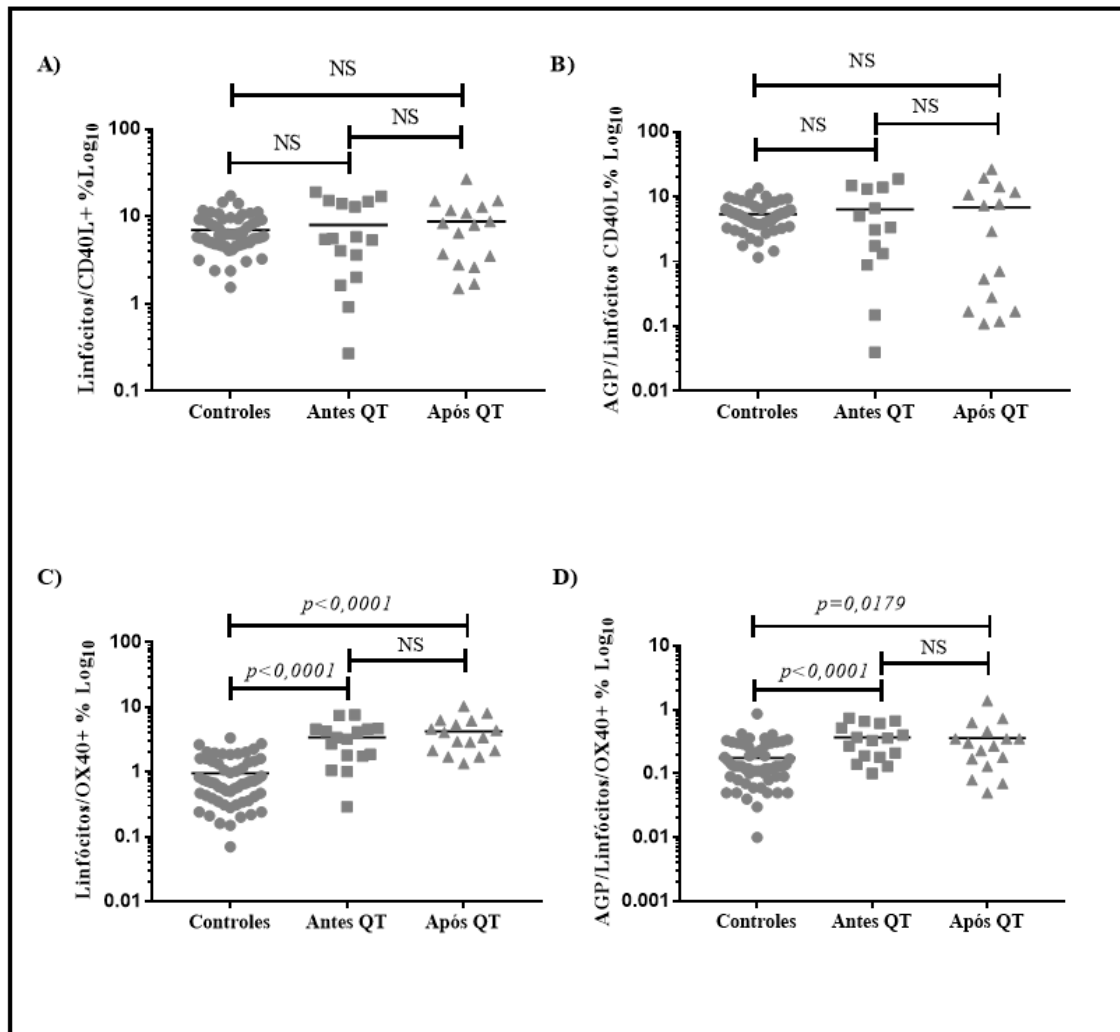 A)
NS
NS
NS
Linfócitos/CD40L+ %Log10
100
10
1
0.1
Controles
Antes QT
Após QT
B)
NS
NS
NS
AGP/Linfócitos CD40L% Log10
100
10
1
0.1
0.01
Controles
Antes QT
Após QT
C)
p<0,0001
NS
p<0,0001
Linfócitos/OX40+ % Log10
100
10
1
0.1
0.01
Controles
Antes QT
Após QT
D)
p=0,0179
NS
p<0,0001
AGP/Linfócitos/OX40+ % Log10
10
1
0.1
0.01
0.001
Controles
Antes QT
Após QT